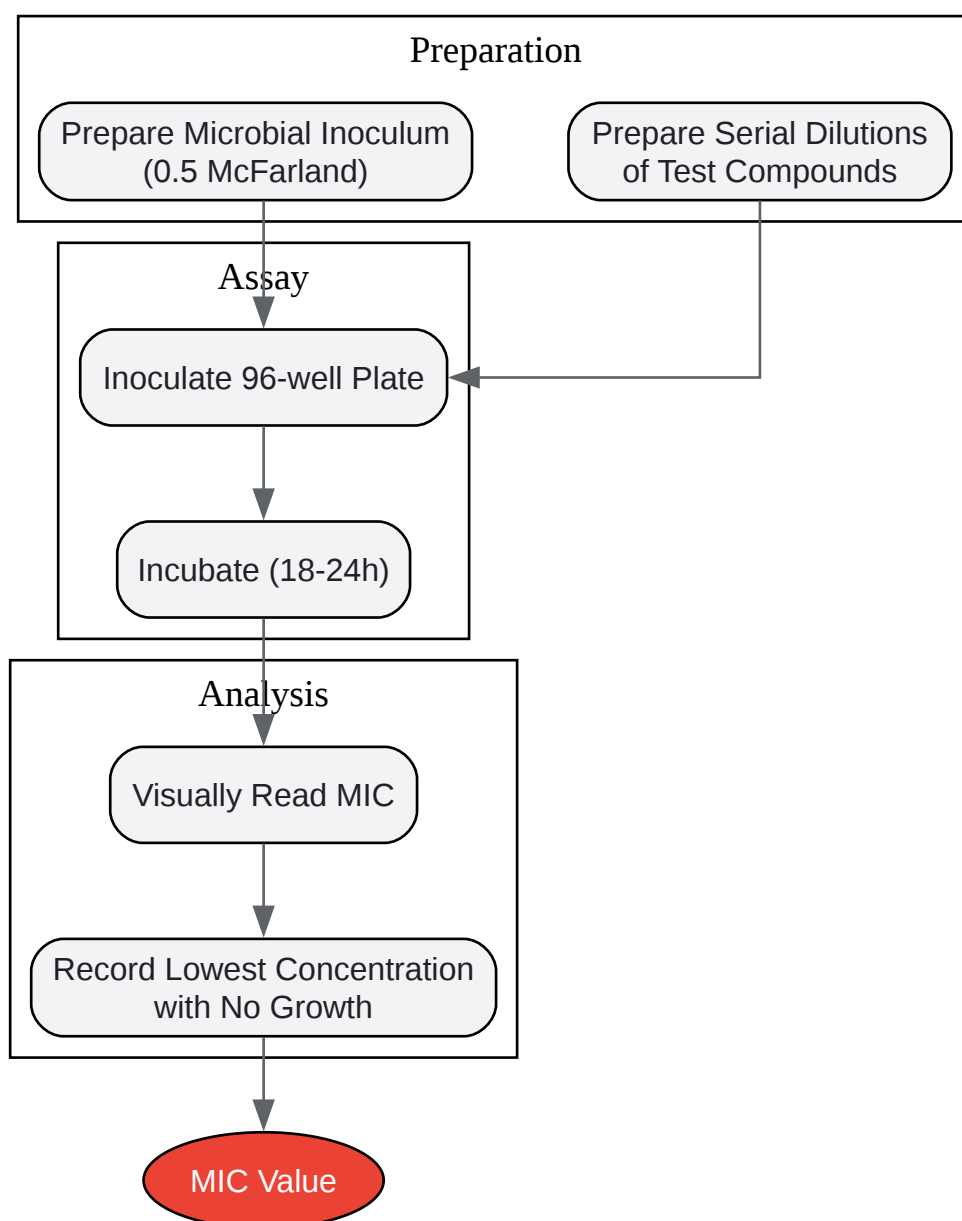 Preparation
Prepare Microbial Inoculum
(0.5 McFarland)
Prepare Serial Dilutions
of Test Compounds
Assay
Inoculate 96-well Plate
Incubate (18-24h)
Analysis
Visually Read MIC
Record Lowest Concentration
with No Growth
MIC Value